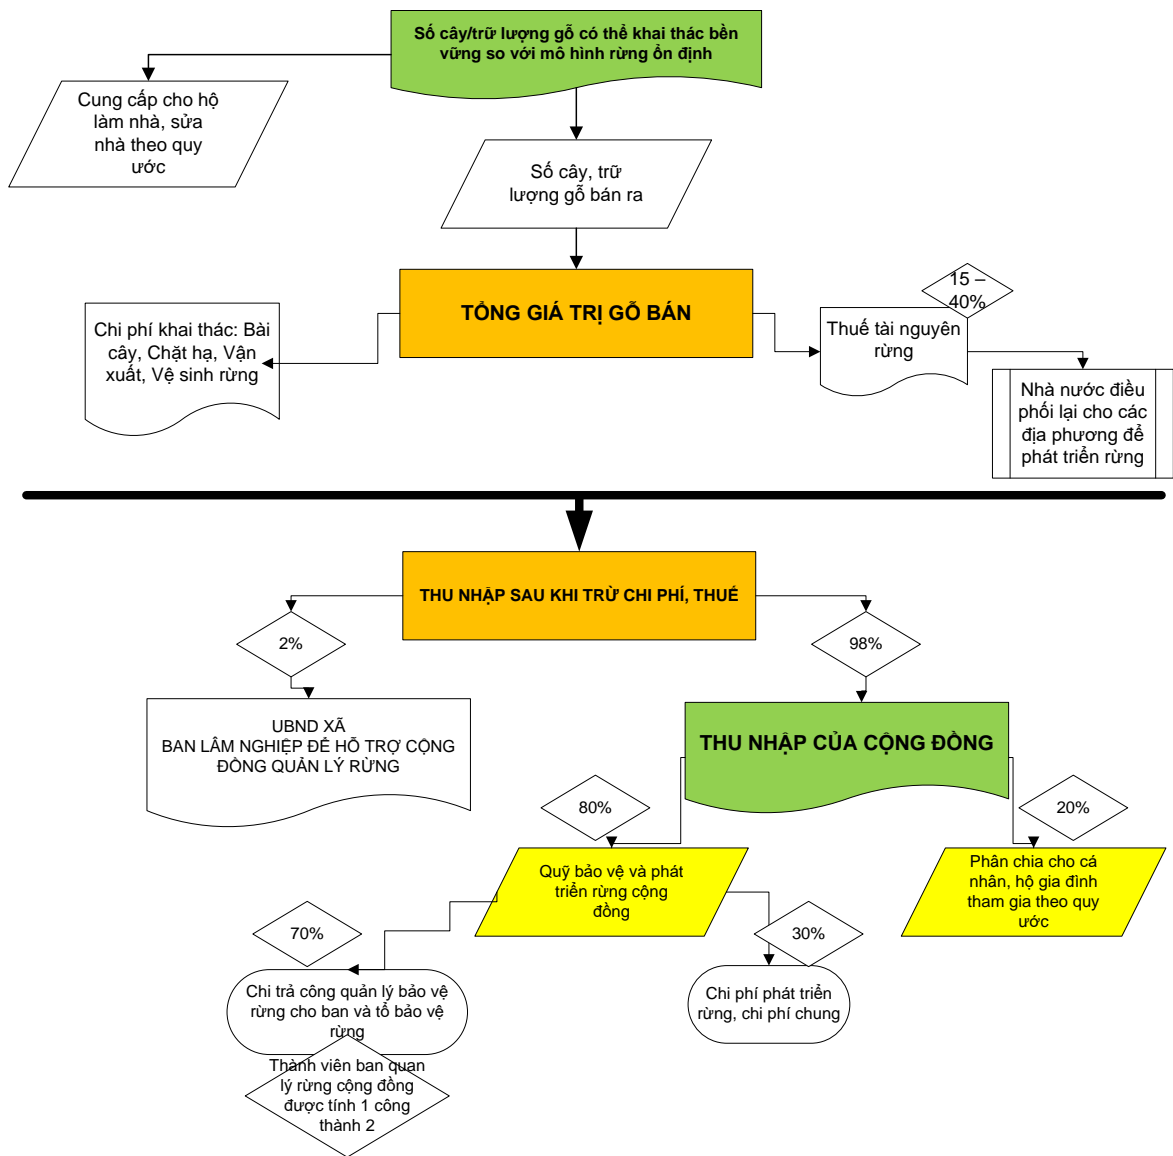 Số cây/trữ lượng gỗ có thể khai thác bền
vững so với mô hình rừng ổn định
Cung cấp cho hộ
làm nhà, sửa
nhà theo quy
ước
Số cây, trữ
lượng gỗ bán ra
TỔNG GIÁ TRỊ GỖ BÁN
15 –
40%
Chi phí khai thác: Bài
cây, Chặt hạ, Vận
xuất, Vệ sinh rừng
Thuế tài nguyên
rừng
Nhà nước điều
phối lại cho các
địa phương để
phát triển rừng
THU NHẬP SAU KHI TRỪ CHI PHÍ, THUẾ
2%
98%
UBND XÃ
BAN LÂM NGHIỆP ĐỂ HỖ TRỢ CỘNG
ĐỒNG QUẢN LÝ RỪNG
THU NHẬP CỦA CỘNG ĐỒNG
80%
20%
Quỹ bảo vệ và phát
triển rừng cộng
đồng
Phân chia cho cá
nhân, hộ gia đình
tham gia theo quy
ước
70%
30%
Chi trả công quản lý bảo vệ
rừng cho ban và tổ bảo vệ
rừng
Chi phí phát triển
rừng, chi phí chung
Thành viên ban quan
lý rừng cộng đồng
được tính 1 công
thành 2